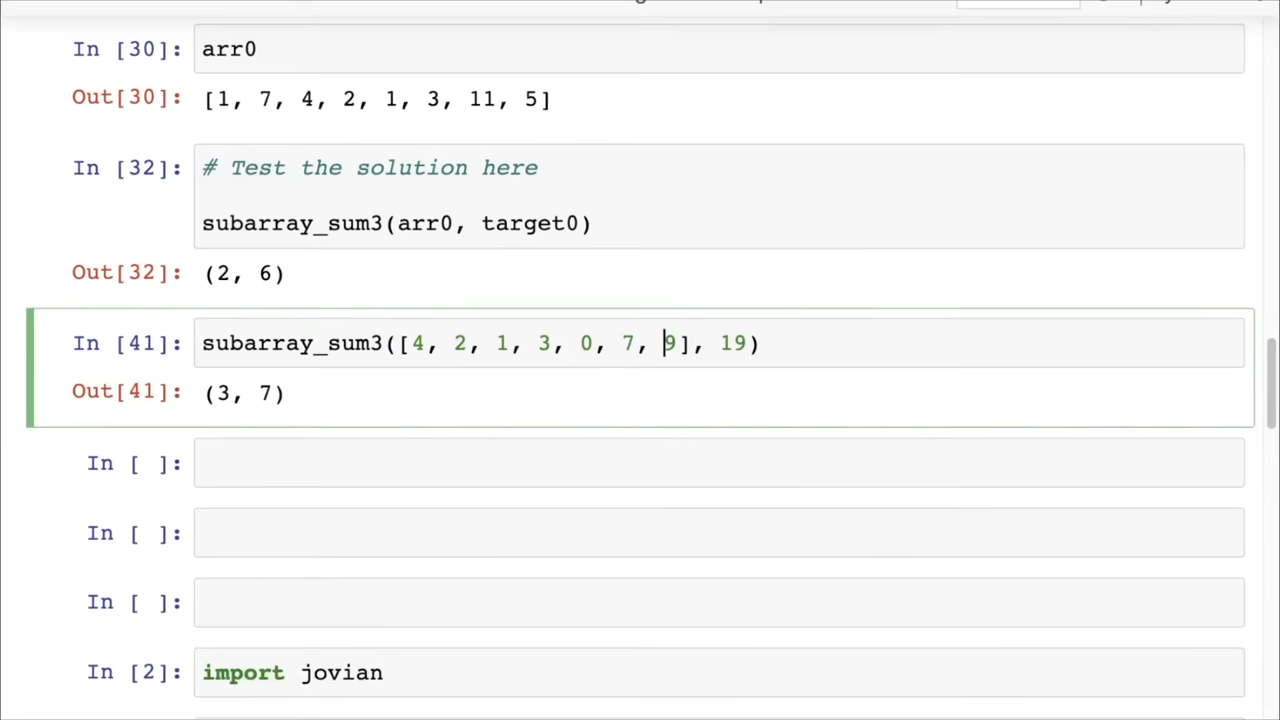 In [30]: arr0
Out[30]: [1, 7, 4, 2, 1, 3, 11, 5]
In [32]: # Test the solution here
subarray_sum3(arr0, target0)
Out[32]: (2, 6)
In [41]: subarray_sum3([4, 2, 1, 3, 0, 7, 9], 19)
Out[41]: (3, 7)
In [ ]:
In [ ]:
In [ ]:
In [2]: import jovian